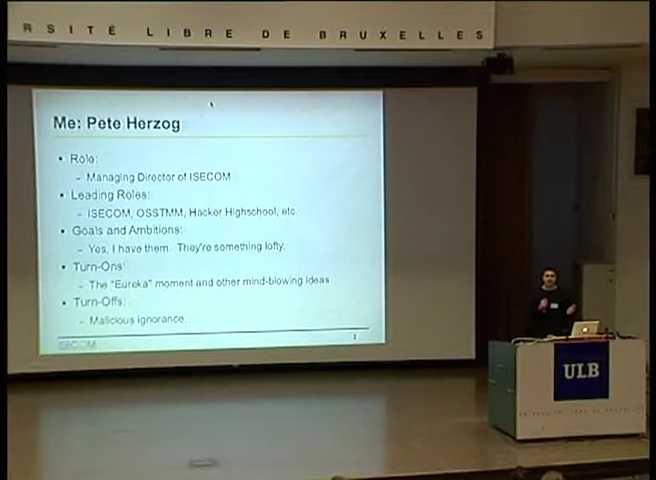 RSITÉ LIBRE DE BRUXELLES
Me: Pete Herzog
• Role:
– Managing Director of ISECOM
• Leading Roles:
– ISECOM, OSSTMM, Hacker Highschool, etc.
• Goals and Ambitions:
– Yes, I have them. They're something lofty.
• Turn-Ons:
– The "Eureka" moment and other mind-blowing ideas
• Turn-Offs:
– Malicious ignorance.
ISECOM
ULB